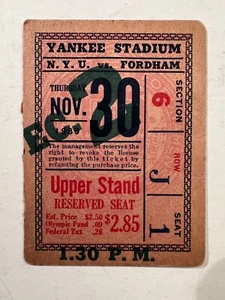 YANKEE STADIUM
N.Y.U. vs. FORDHAM
THURSDAY
NOV. 30
DEC 2
The management reserves the
right to revoke the license
granted by this ticket by
refunding the purchase price.
Upper Stand
RESERVED SEAT
Est. Price $2.50
Olympic Fund .09
Federal Tax .26
$2.85
1.30 P. M.
SECTION
6
ROW
J
SEAT
1